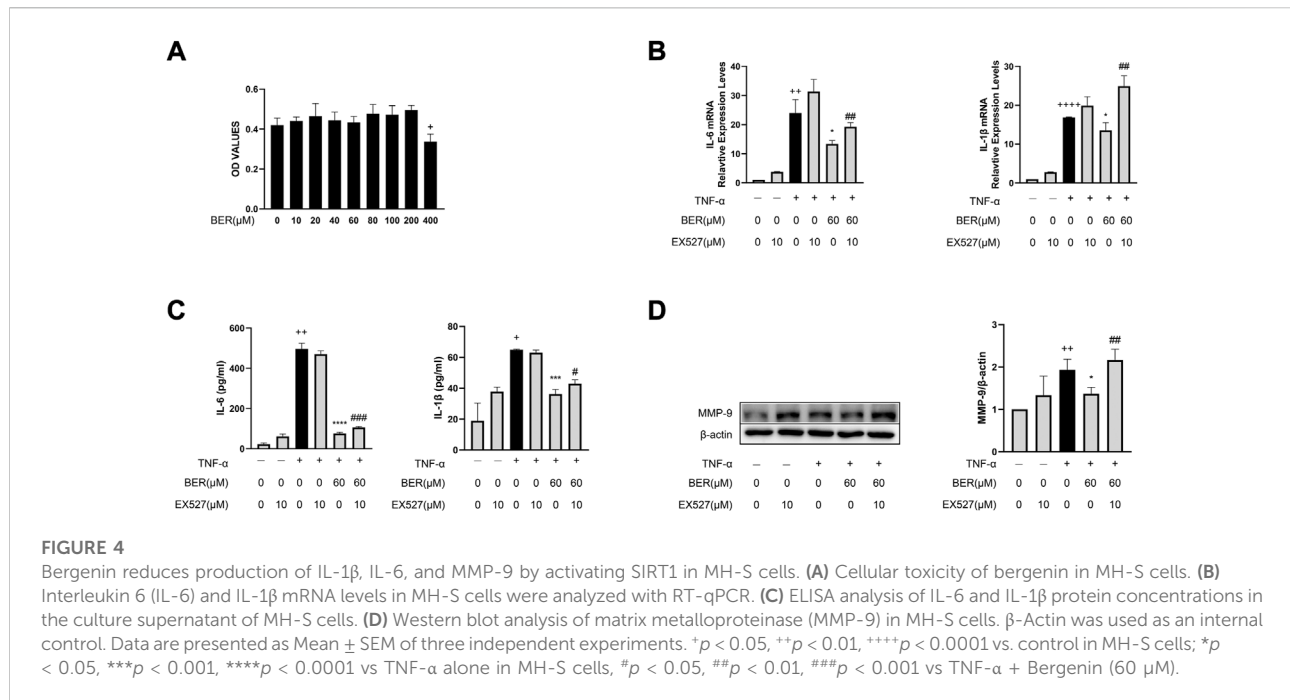 A
OD VALUES
0.6
0.4
0.2
0.0
BER(μM) 0 10 20 40 60 80 100 200 400
+
B
IL-6 mRNA
Relavtive Expression Levels
40
30
20
10
0
++
*
##
TNF-α — — + + + +
BER(μM) 0 0 0 0 60 60
EX527(μM) 0 10 0 10 0 10
IL-1β mRNA
Relavtive Expression Levels
30
20
10
0
++++
*
##
TNF-α — — + + + +
BER(μM) 0 0 0 0 60 60
EX527(μM) 0 10 0 10 0 10
C
IL-6 (pg/ml)
600
400
200
0
++
****
###
TNF-α — — + + + +
BER(μM) 0 0 0 0 60 60
EX527(μM) 0 10 0 10 0 10
IL-1β (pg/ml)
80
60
40
20
0
+
***
#
TNF-α — — + + + +
BER(μM) 0 0 0 0 60 60
EX527(μM) 0 10 0 10 0 10
D
MMP-9
β-actin
TNF-α — — + + +
BER(μM) 0 0 0 60 60
EX527(μM) 0 10 0 0 10
MMP-9/β-actin
3
2
1
0
++
*
##
TNF-α — — + + +
BER(μM) 0 0 0 60 60
EX527(μM) 0 10 0 0 10
FIGURE 4
Bergenin reduces production of IL-1β, IL-6, and MMP-9 by activating SIRT1 in MH-S cells. (A) Cellular toxicity of bergenin in MH-S cells. (B)
Interleukin 6 (IL-6) and IL-1β mRNA levels in MH-S cells were analyzed with RT-qPCR. (C) ELISA analysis of IL-6 and IL-1β protein concentrations in
the culture supernatant of MH-S cells. (D) Western blot analysis of matrix metalloproteinase (MMP-9) in MH-S cells. β-Actin was used as an internal
control. Data are presented as Mean ± SEM of three independent experiments. +p < 0.05, ++p < 0.01, ++++p < 0.0001 vs. control in MH-S cells; *p
< 0.05, ***p < 0.001, ****p < 0.0001 vs TNF-α alone in MH-S cells, #p < 0.05, ##p < 0.01, ###p < 0.001 vs TNF-α + Bergenin (60 μM).